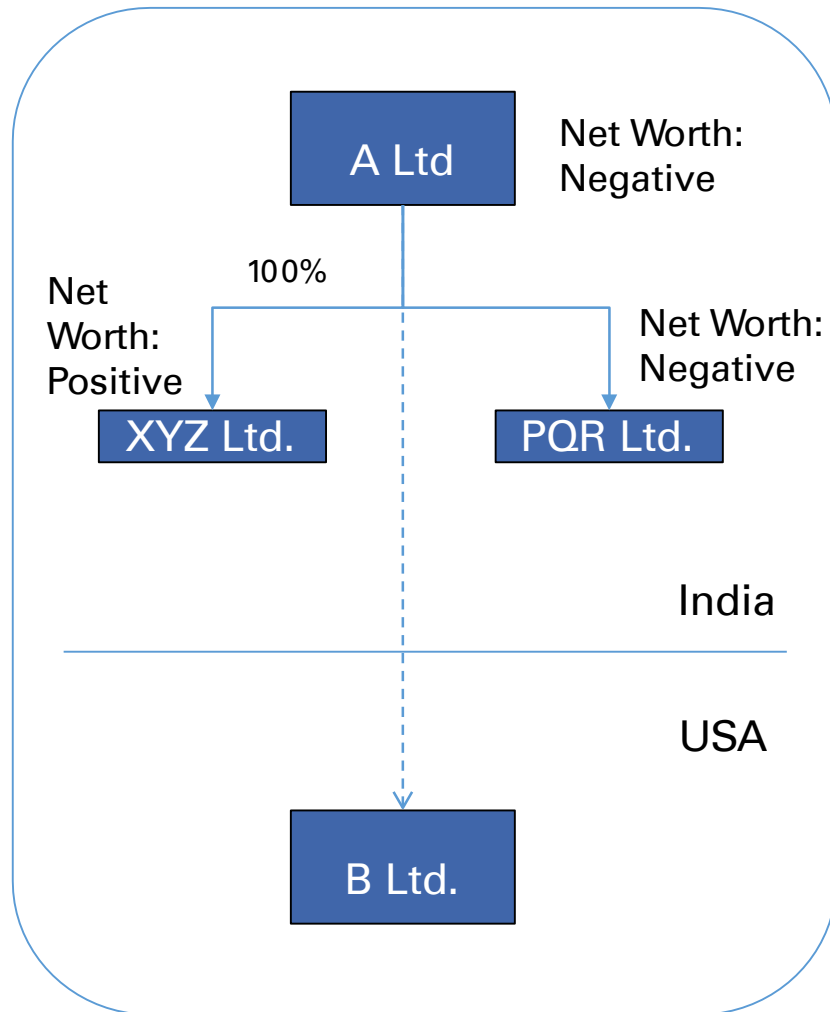 A Ltd
Net Worth:
Negative
100%
Net
Worth:
Positive
Net Worth:
Negative
XYZ Ltd.
PQR Ltd.
India
USA
B Ltd.